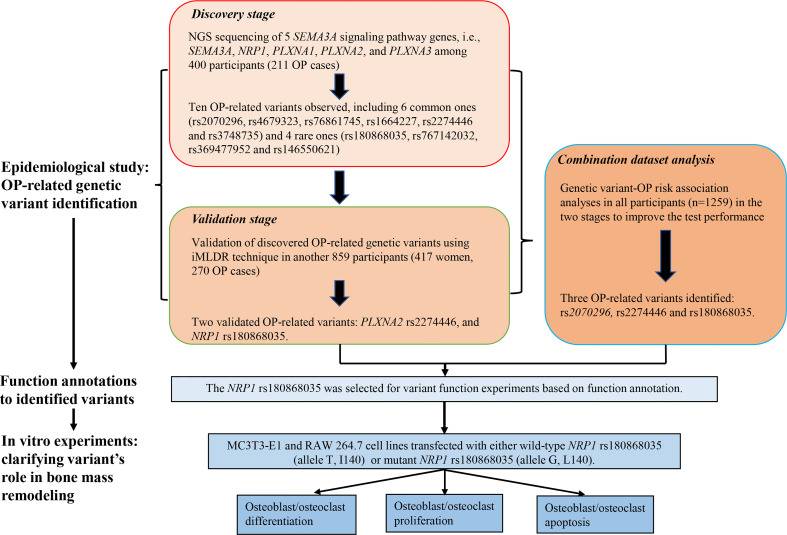 Discovery stage
NGS sequencing of 5 SEMA3A signaling pathway genes, i.e.,
SEMA3A, NRP1, PLXNA1, PLXNA2, and PLXNA3 among
400 participants (211 OP cases)
Ten OP-related variants observed, including 6 common ones
(rs2070296, rs4679323, rs76861745, rs1664227, rs2274446
and rs3748735) and 4 rare ones (rs180868035, rs767142032,
rs369477952 and rs146550621)
Epidemiological study:
OP-related genetic
variant identification
Validation stage
Validation of discovered OP-related genetic variants using
iMLDR technique in another 859 participants (417 women,
270 OP cases)
Two validated OP-related variants: PLXNA2 rs2274446, and
NRP1 rs180868035.
Combination dataset analysis
Genetic variant-OP risk association
analyses in all participants (n=1259) in the
two stages to improve the test performance
Three OP-related variants identified:
rs2070296, rs2274446 and rs180868035.
Function annotations
to identified variants
The NRP1 rs180868035 was selected for variant function experiments based on function annotation.
In vitro experiments:
clarifying variant's
role in bone mass
remodeling
MC3T3-E1 and RAW 264.7 cell lines transfected with either wild-type NRP1 rs180868035
(allele T, I140) or mutant NRP1 rs180868035 (allele G, L140).
Osteoblast/osteoclast
differentiation
Osteoblast/osteoclast
proliferation
Osteoblast/osteoclast
apoptosis